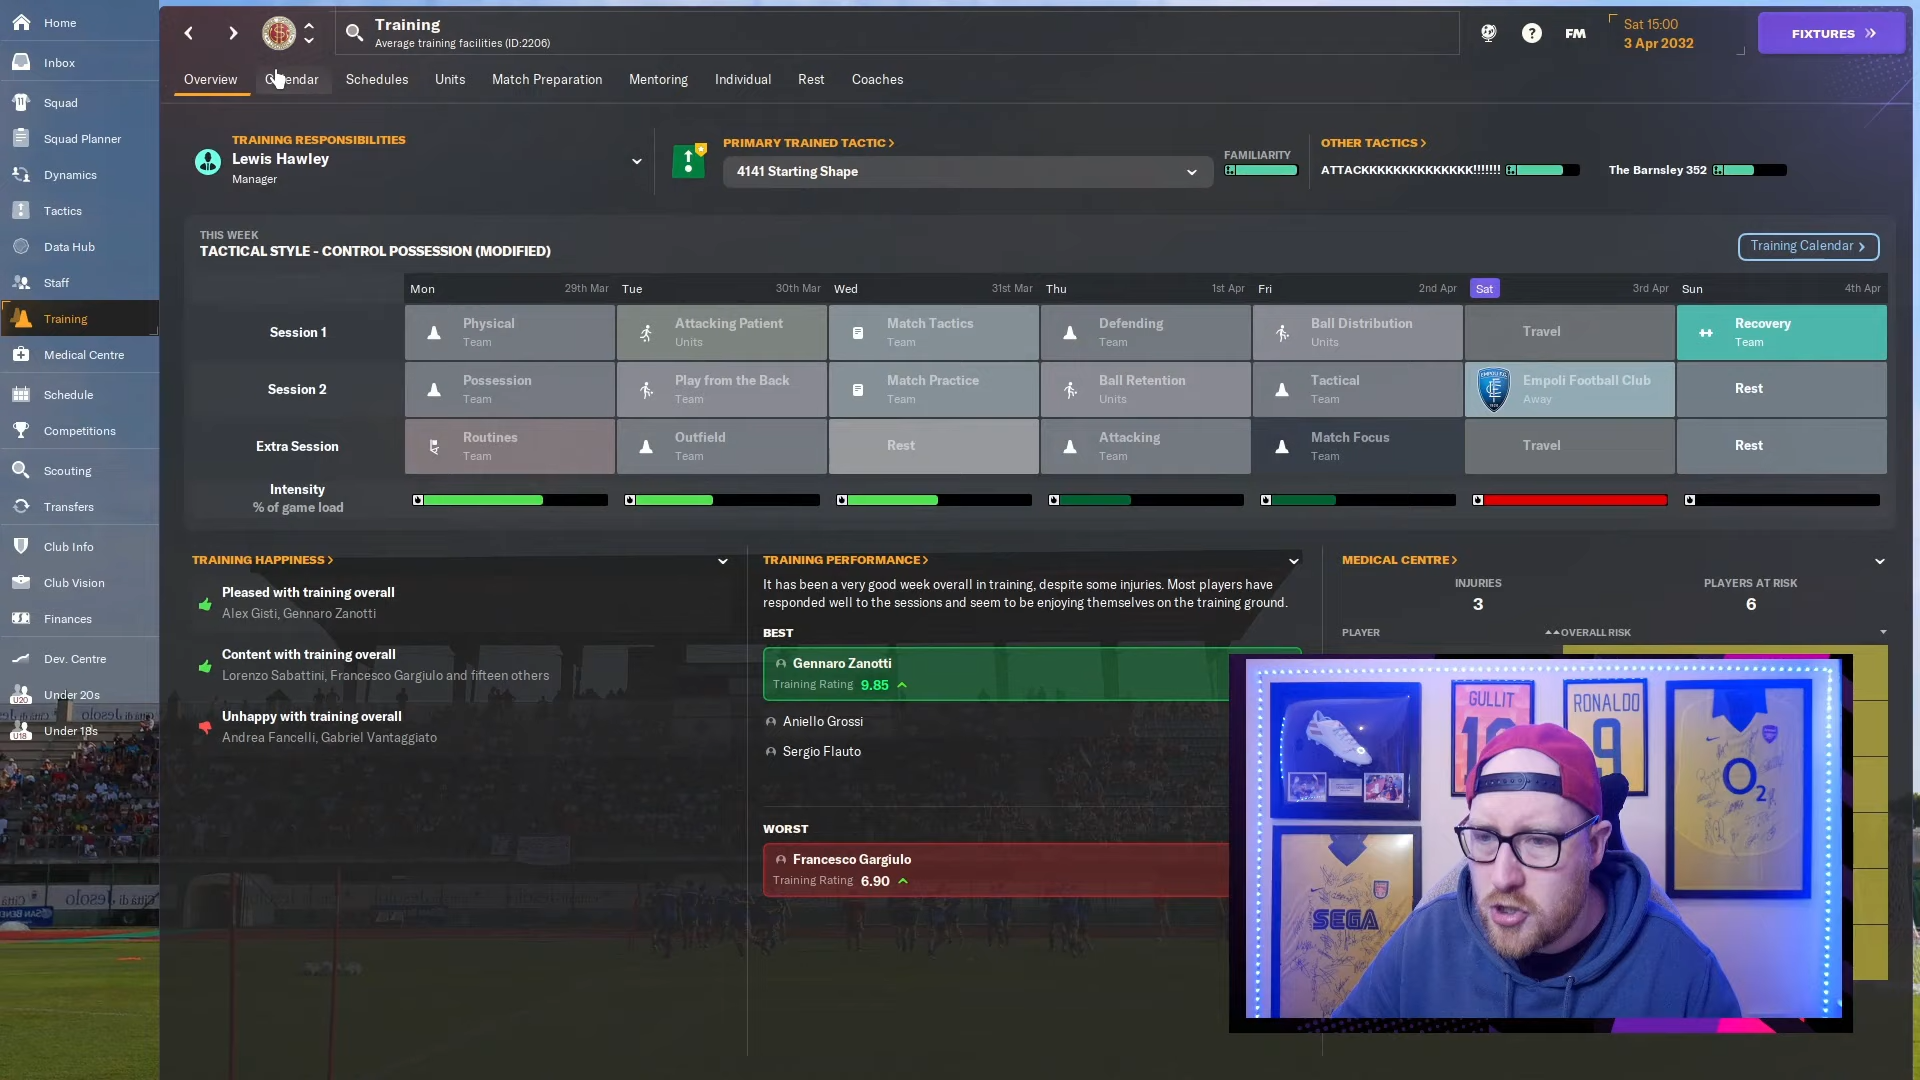 Home
Inbox
Squad
Squad Planner
Dynamics
Tactics
Data Hub
Staff
Training
Medical Centre
Schedule
Competitions
Scouting
Transfers
Club Info
Club Vision
Finances
Dev. Centre
U20 Under 20s
U18 Under 18s
Training
Average training facilities (ID:2206)
FM
Sat 15:00
3 Apr 2032
FIXTURES
Overview
Schedules
Units
Match Preparation
Mentoring
Individual
Rest
Coaches
TRAINING RESPONSIBILITIES
Lewis Hawley
Manager
PRIMARY TRAINED TACTIC >
4141 Starting Shape
FAMILIARITY
OTHER TACTICS >
ATTACKKKKKKKKKKKKKK!!!!!!!
The Barnsley 352
THIS WEEK
TACTICAL STYLE - CONTROL POSSESSION (MODIFIED)
Training Calendar >
Mon 29th Mar Tue 30th Mar Wed 31st Mar Thu 1st Apr Fri 2nd Apr Sat 3rd Apr Sun 4th Apr
Session 1
Physical
Team
Attacking Patient
Units
Match Tactics
Team
Defending
Team
Ball Distribution
Units
Travel
Recovery
Team
Session 2
Possession
Team
Play from the Back
Team
Match Practice
Team
Ball Retention
Units
Tactical
Team
Empoli Football Club
Away
Rest
Extra Session
Routines
Team
Outfield
Team
Rest
Attacking
Team
Match Focus
Team
Travel
Rest
Intensity
% of game load
TRAINING HAPPINESS >
Pleased with training overall
Alex Gisti, Gennaro Zanotti
Content with training overall
Lorenzo Sabattini, Francesco Gargiulo and fifteen others
Unhappy with training overall
Andrea Fancelli, Gabriel Vantaggiato
TRAINING PERFORMANCE >
It has been a very good week overall in training, despite some injuries. Most players have
responded well to the sessions and seem to be enjoying themselves on the training ground.
BEST
Gennaro Zanotti
Training Rating 9.85
Aniello Grossi
Sergio Flauto
WORST
Francesco Gargiulo
Training Rating 6.90
MEDICAL CENTRE >
INJURIES
3
PLAYERS AT RISK
6
PLAYER
OVERALL RISK
GULLIT
RONALDO
9
O2
SEGA